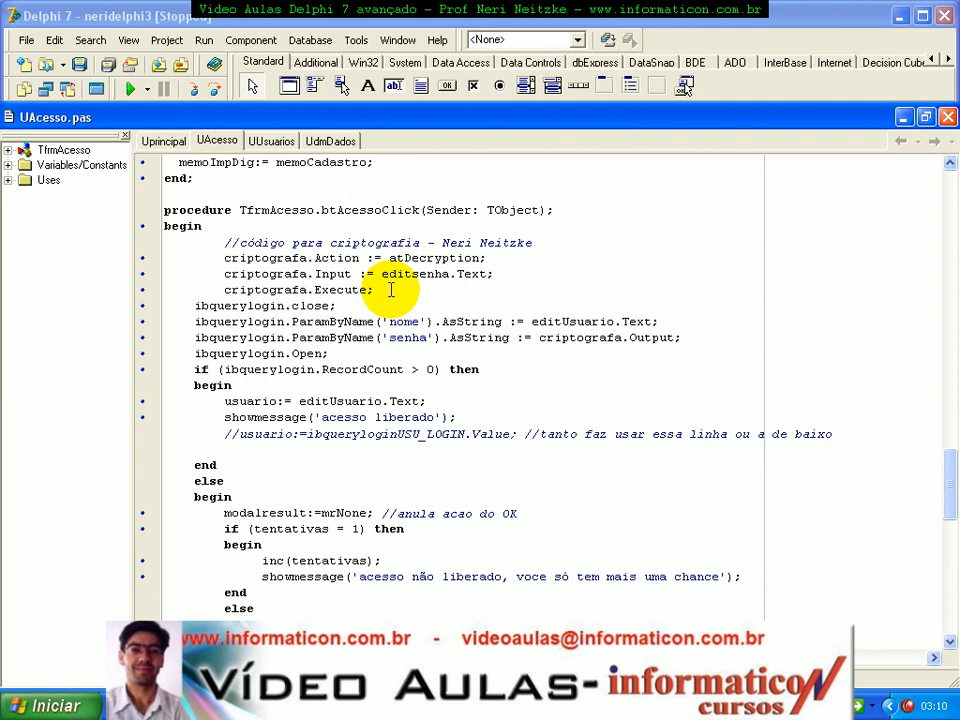 Video Aulas Delphi 7 avançado - Prof Neri Neitzke - www.informaticon.com.br
Delphi 7 - neridelphi3 [Stopped]
File Edit Search View Project Run Component Database Tools Window Help <None>
Standard Additional Win32 System Data Access Data Controls dbExpress DataSnap BDE ADO InterBase Internet Decision Cube
UAcesso.pas
TfrmAcesso
Variables/Constants
Uses
Uprincipal UAcesso UUsuarios UdmDados
memoImpDig:= memoCadastro;
end;
procedure TfrmAcesso.btAcessoClick(Sender: TObject);
begin
//código para criptografia - Neri Neitzke
criptografa.Action := atDecryption;
criptografa.Input := editsenha.Text;
criptografa.Execute;
ibquerylogin.close;
ibquerylogin.ParamByName('nome').AsString := editUsuario.Text;
ibquerylogin.ParamByName('senha').AsString := criptografa.Output;
ibquerylogin.Open;
if (ibquerylogin.RecordCount > 0) then
begin
usuario:= editUsuario.Text;
showmessage('acesso liberado');
//usuario:=ibqueryloginUSU_LOGIN.Value; //tanto faz usar essa linha ou a de baixo
end
else
begin
modalresult:=mrNone; //anula acao do OK
if (tentativas = 1) then
begin
inc(tentativas);
showmessage('acesso não liberado, voce só tem mais uma chance');
end
else
www.informaticon.com.br - videoaulas@informaticon.com.br
VÍDEO AULAS- informaticoN
cursos
Iniciar
03:10